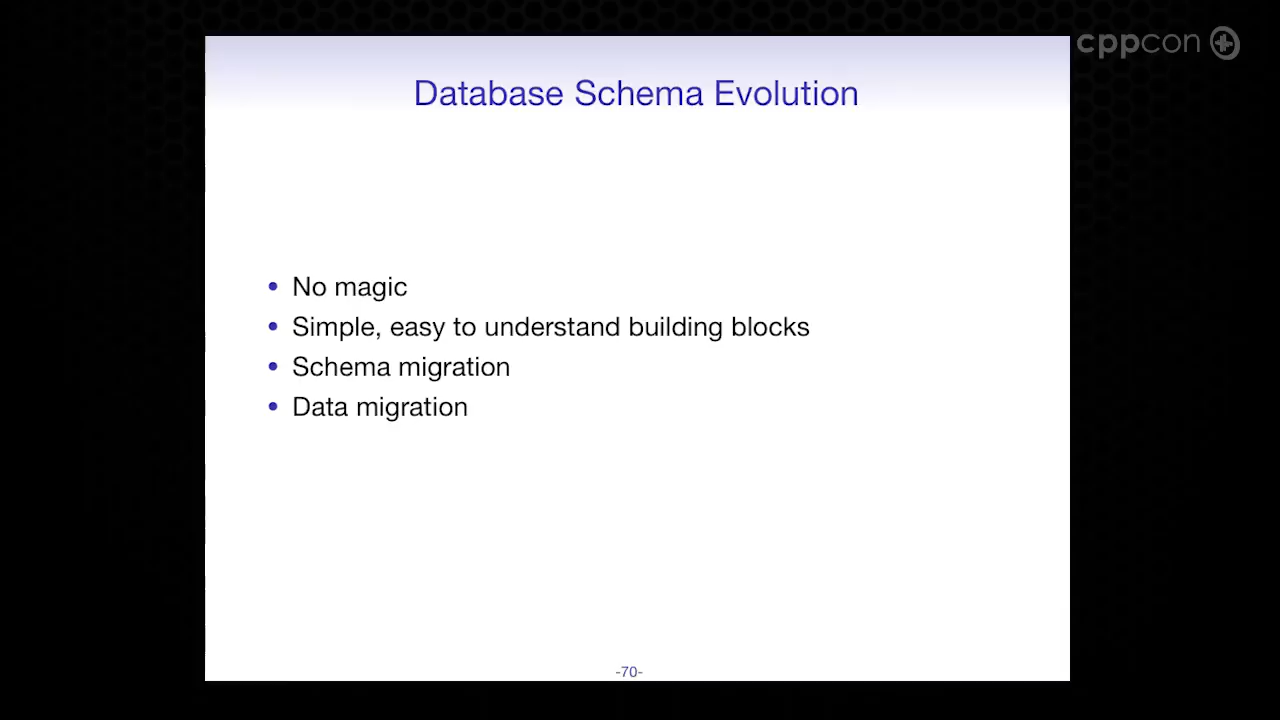 cppcon
Database Schema Evolution
• No magic
• Simple, easy to understand building blocks
• Schema migration
• Data migration
-70-